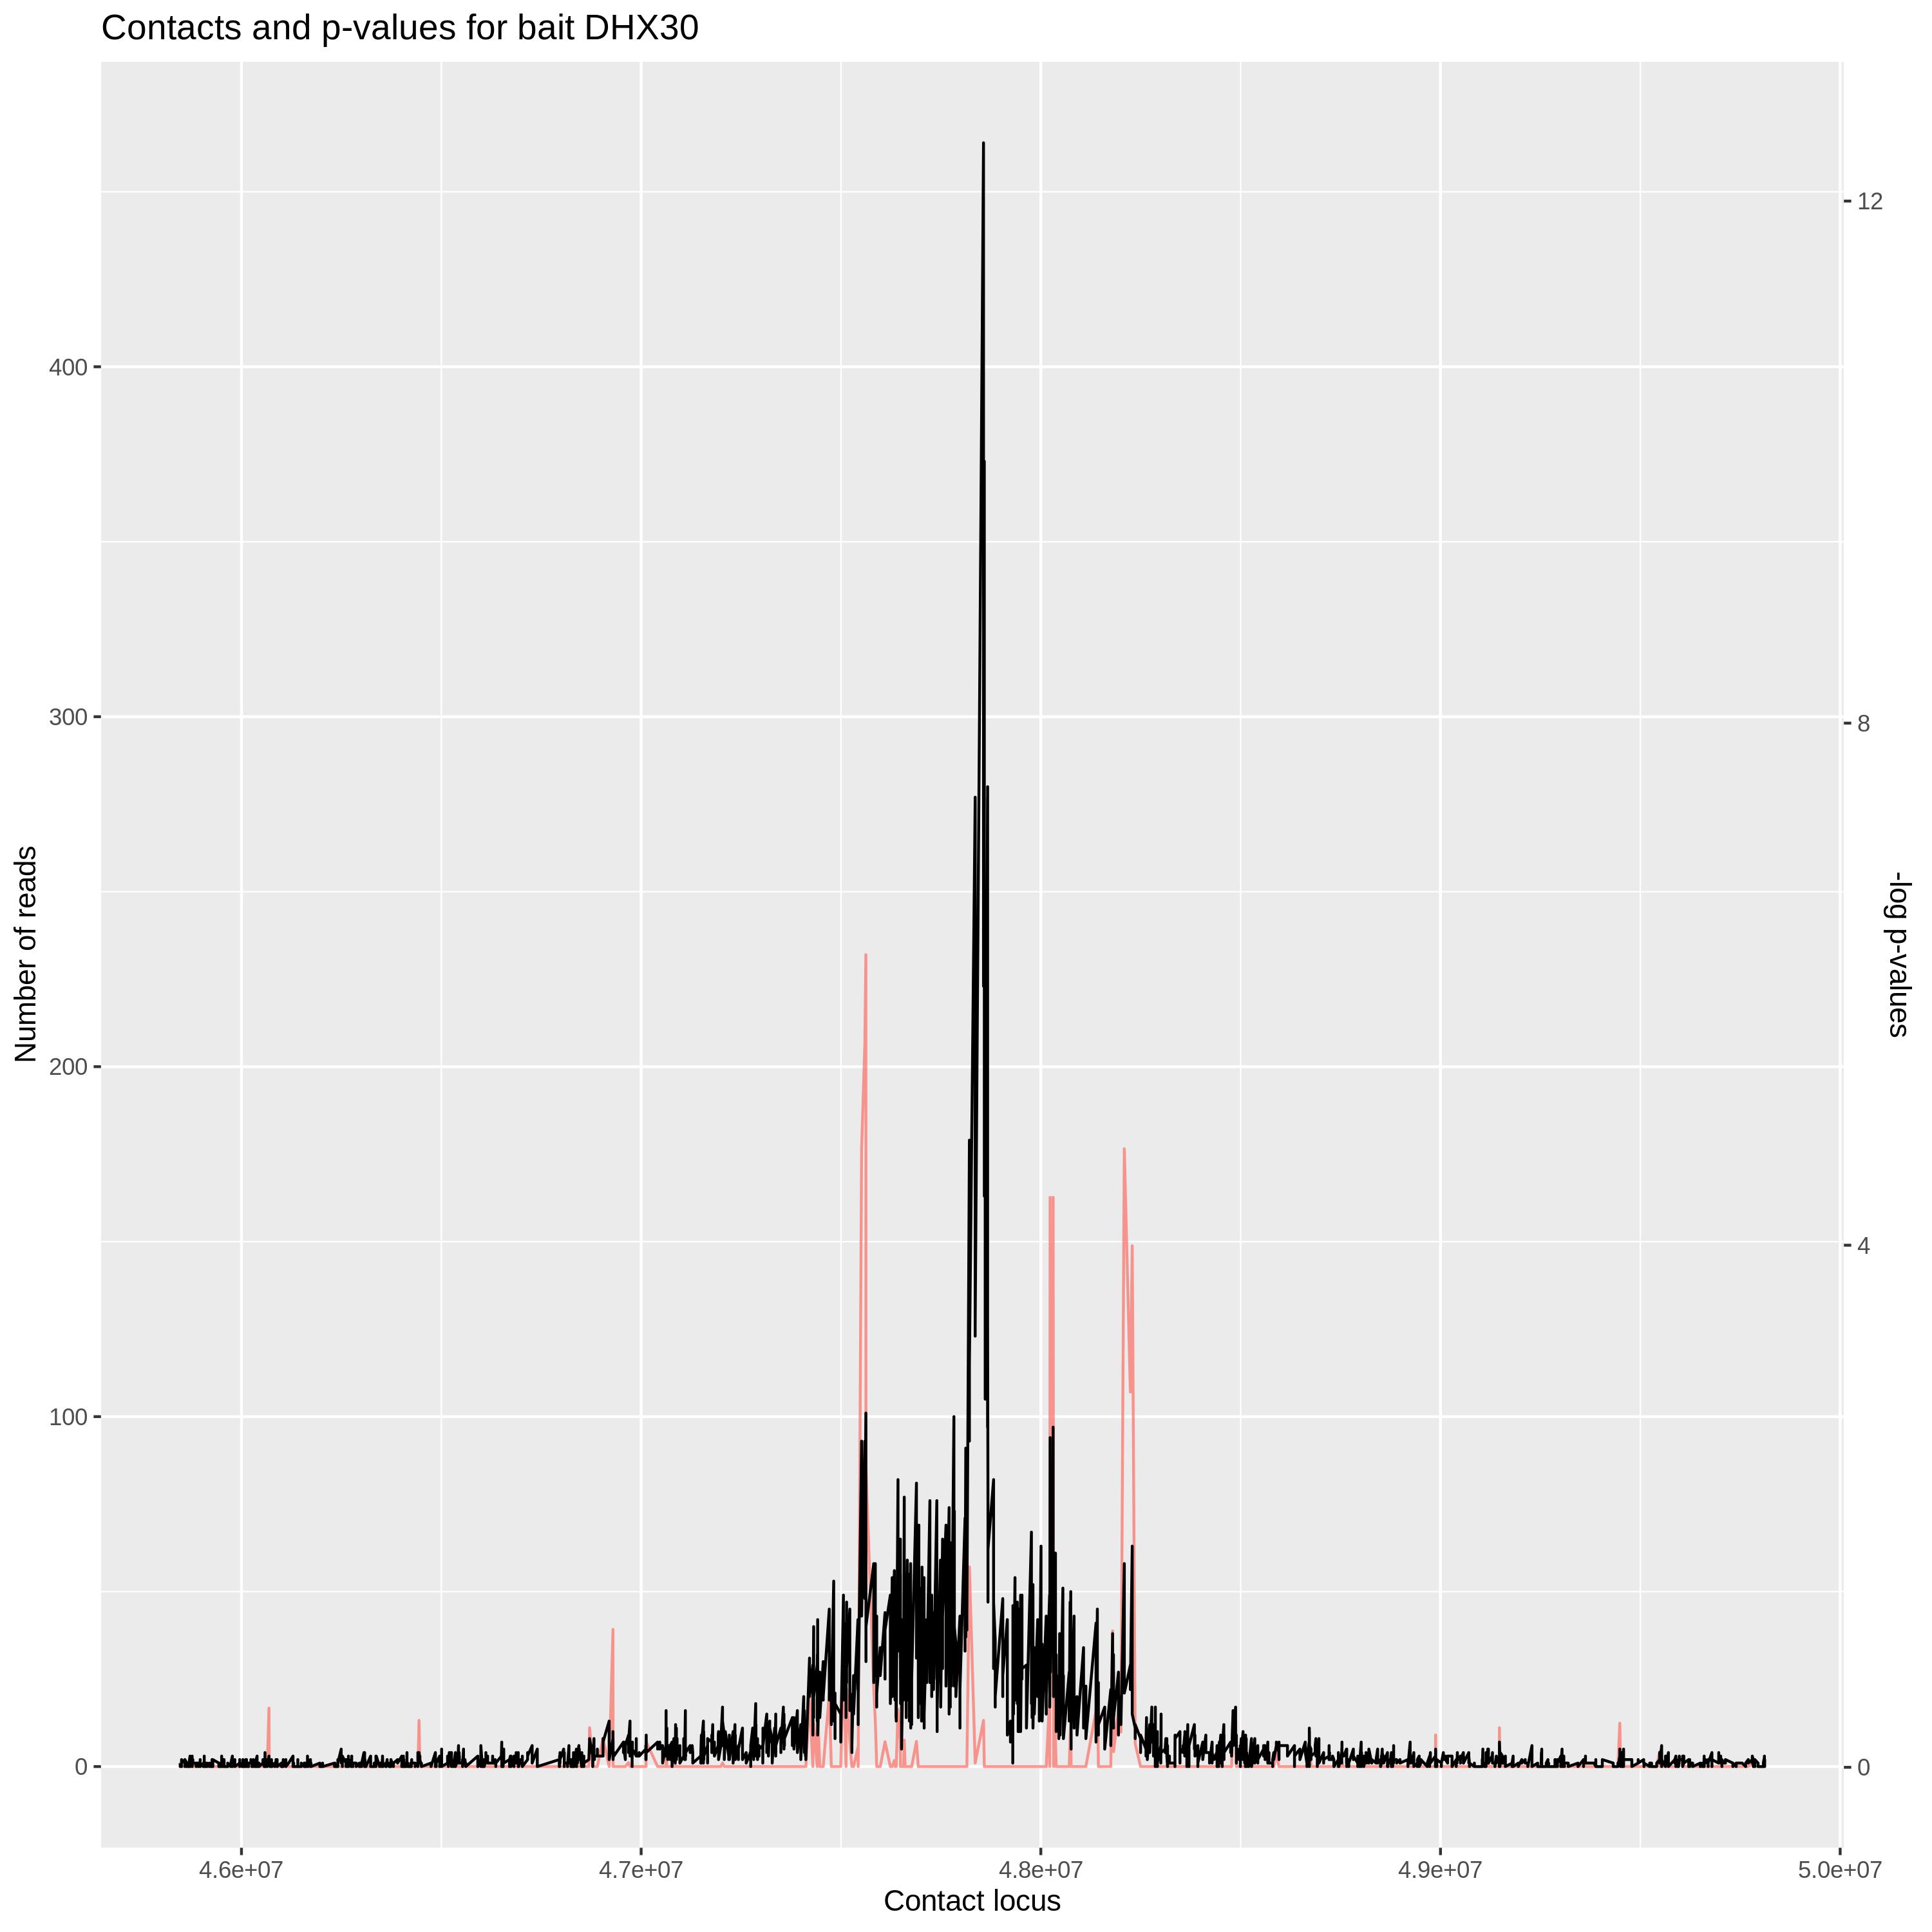 Contacts and p-values for bait DHX30
Number of reads
400
300
200
100
0
12
8
4
0
-log p-values
4.6e+07
4.7e+07
4.8e+07
4.9e+07
5.0e+07
Contact locus